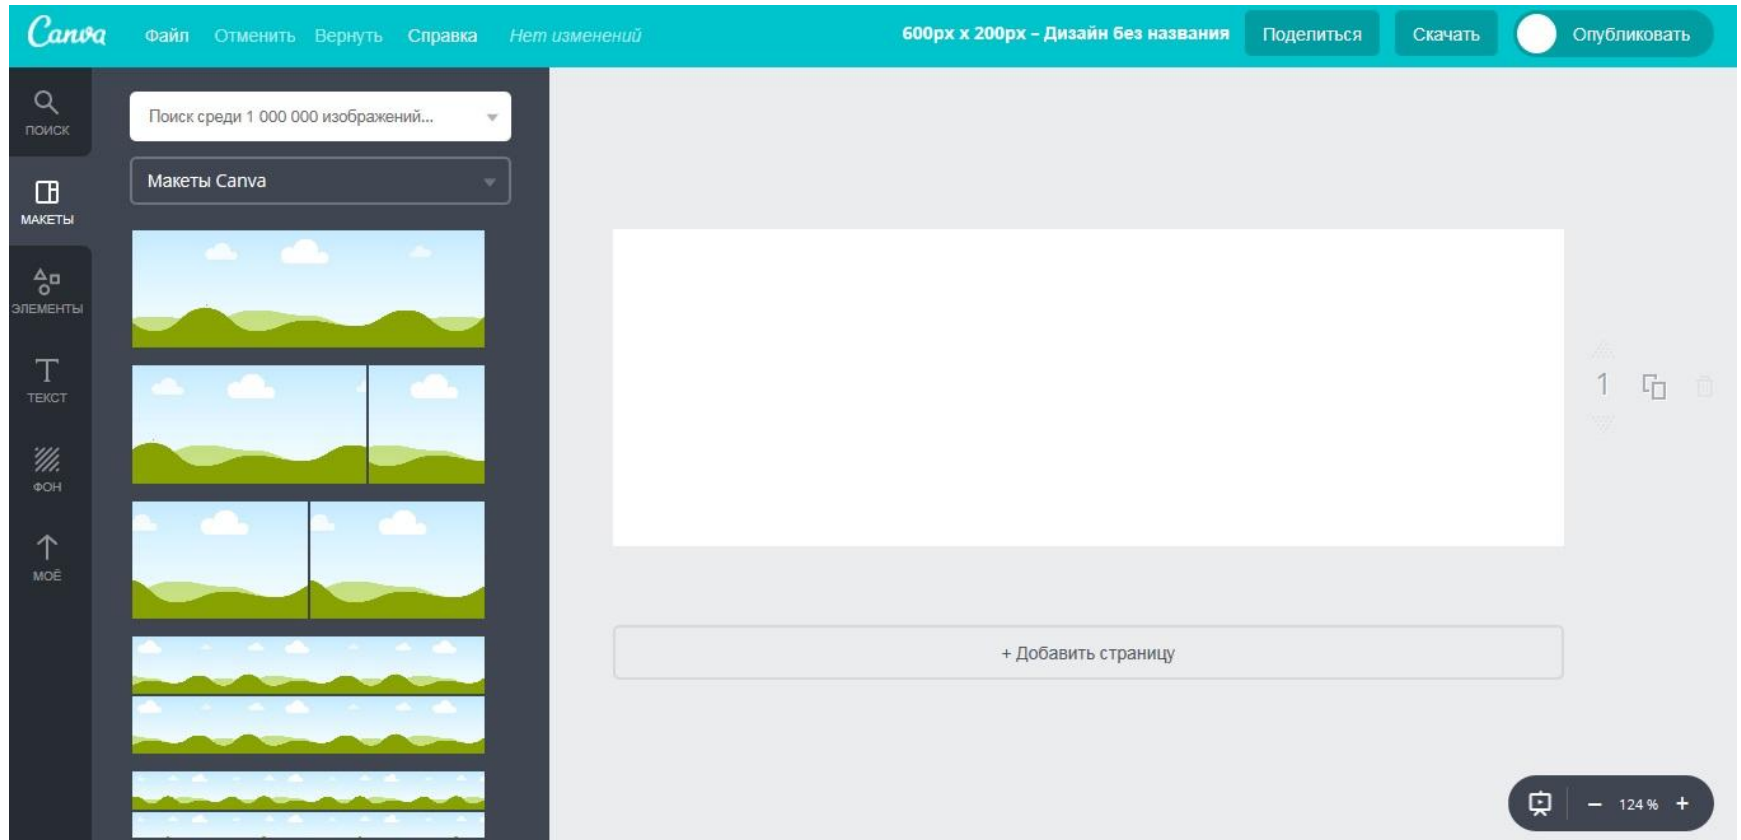 Canva Файл Отменить Вернуть Справка Нет изменений 600px x 200px – Дизайн без названия Поделиться Скачать Опубликовать
ПОИСК
МАКЕТЫ
ЭЛЕМЕНТЫ
ТЕКСТ
ФОН
МОЁ
Поиск среди 1 000 000 изображений...
Макеты Canva
1
+ Добавить страницу
– 124 % +